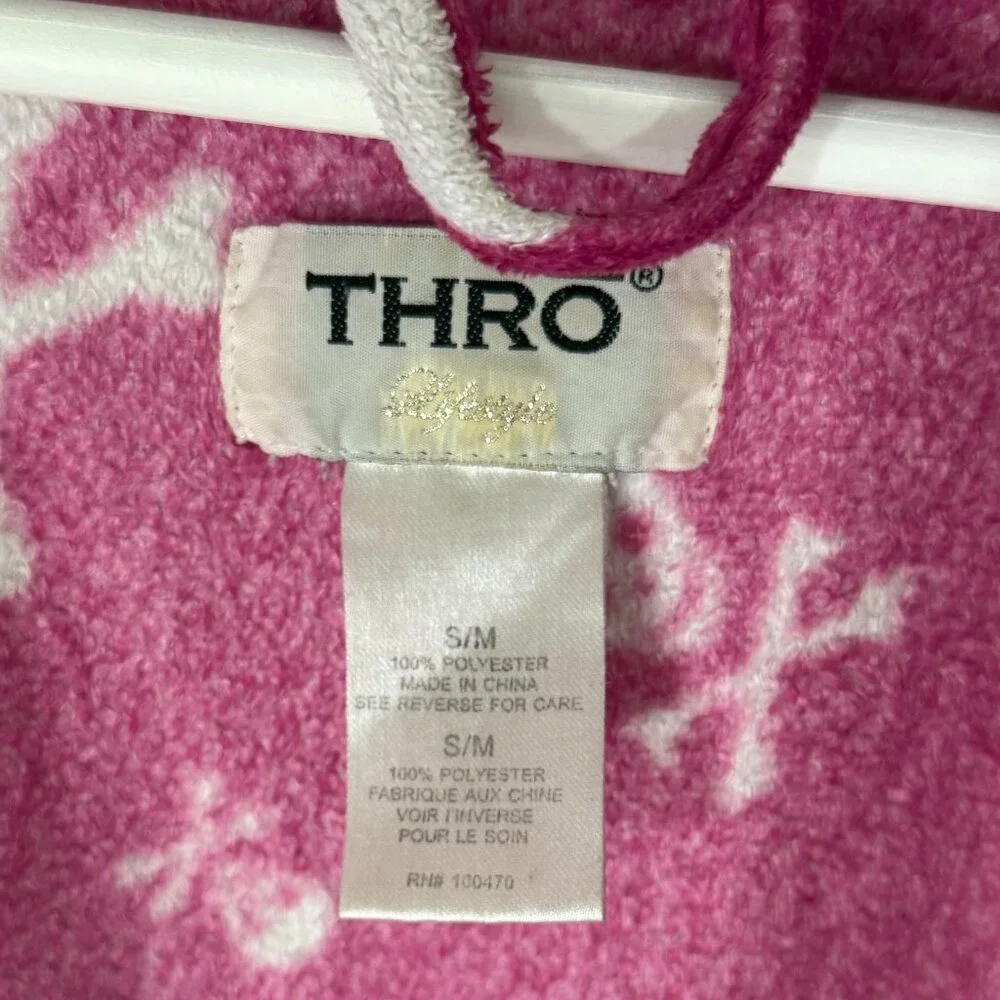 THRO®
Lifestyle
S/M
100% POLYESTER
MADE IN CHINA
SEE REVERSE FOR CARE
S/M
100% POLYESTER
FABRIQUE AUX CHINE
VOIR I'INVERSE
POUR LE SOIN
RN# 100470